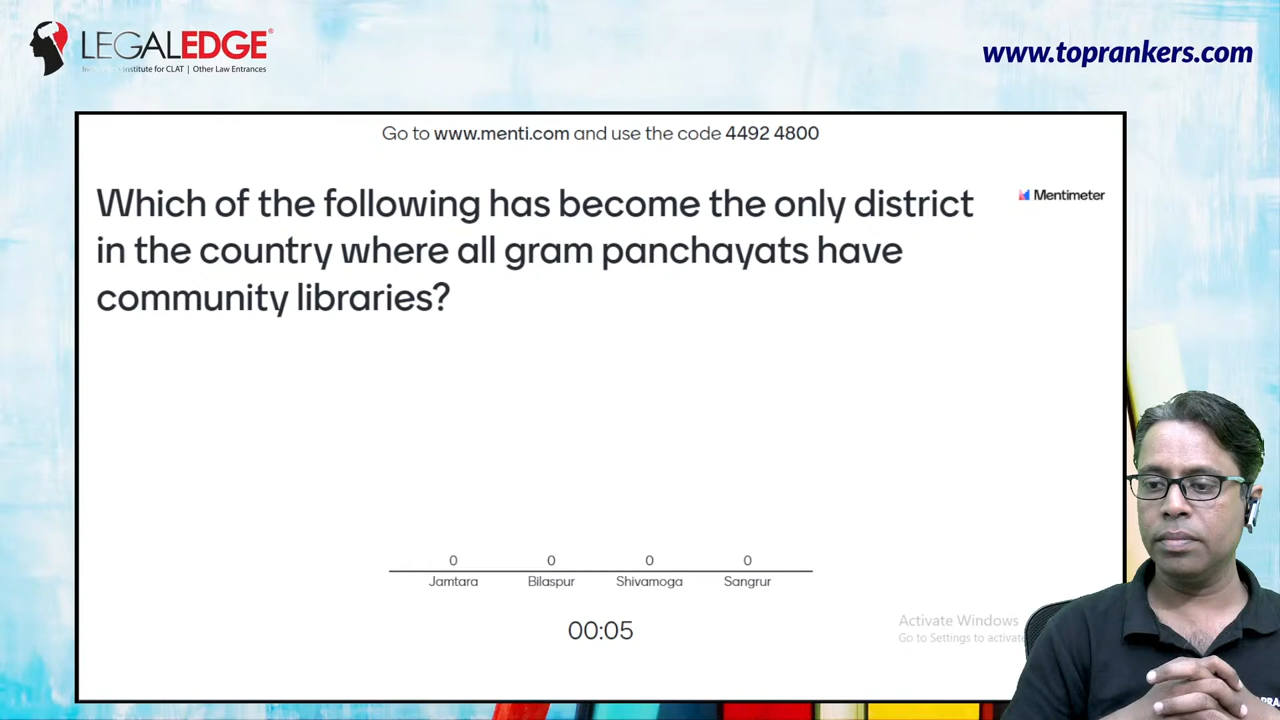 LEGALEDGE
Institute for CLAT | Other Law Entrances
www.toprankers.com
Go to www.menti.com and use the code 4492 4800
Mentimeter
Which of the following has become the only district
in the country where all gram panchayats have
community libraries?
0 0 0 0
Jamtara Bilaspur Shivamoga Sangrur
00:05
Activate Windows
Go to Settings to activate